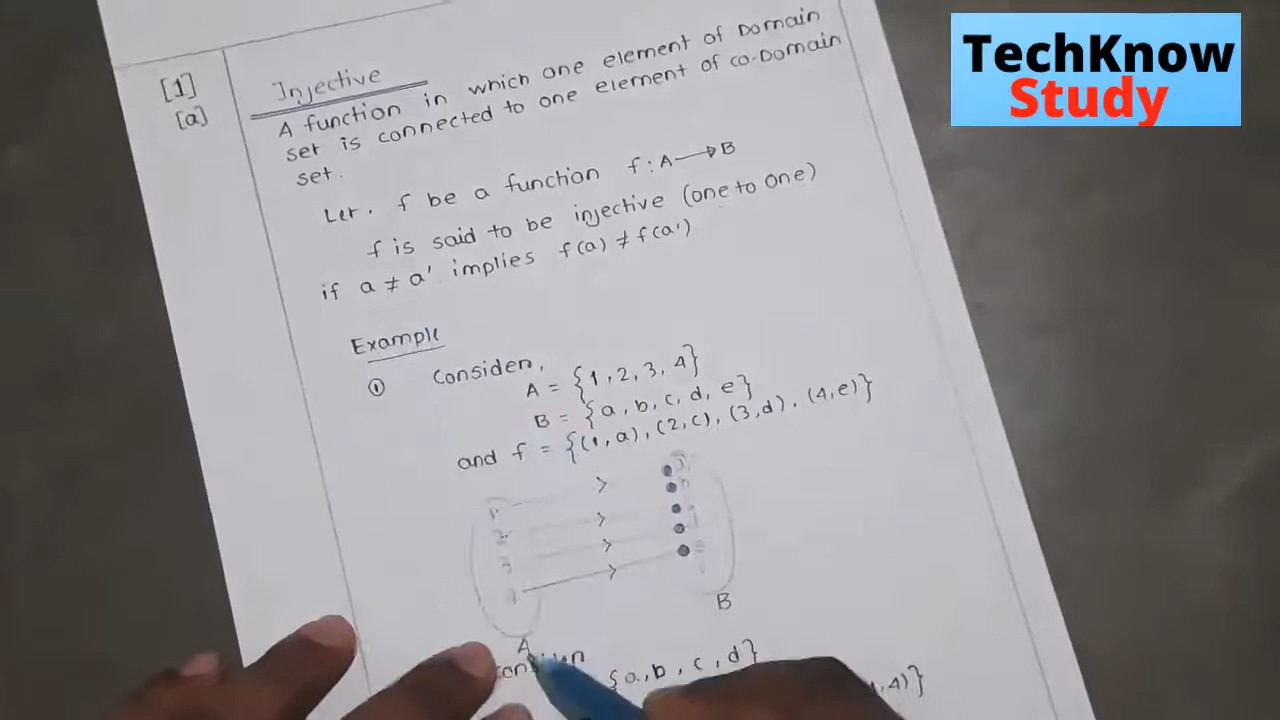 TechKnow
Study
[1]
[a]
Injective
A function in which one element of Domain
set is connected to one element of co-Domain
set.
Let. f be a function f : A → B
f is said to be injective (one to one)
if a ≠ a' implies f(a) ≠ f(a')
Example
① Consider,
A = {1, 2, 3, 4}
B = {a, b, c, d, e}
and f = {(1, a), (2, c), (3, d), (4, e)}
A
B
{a, b, c, d}
, 4)}